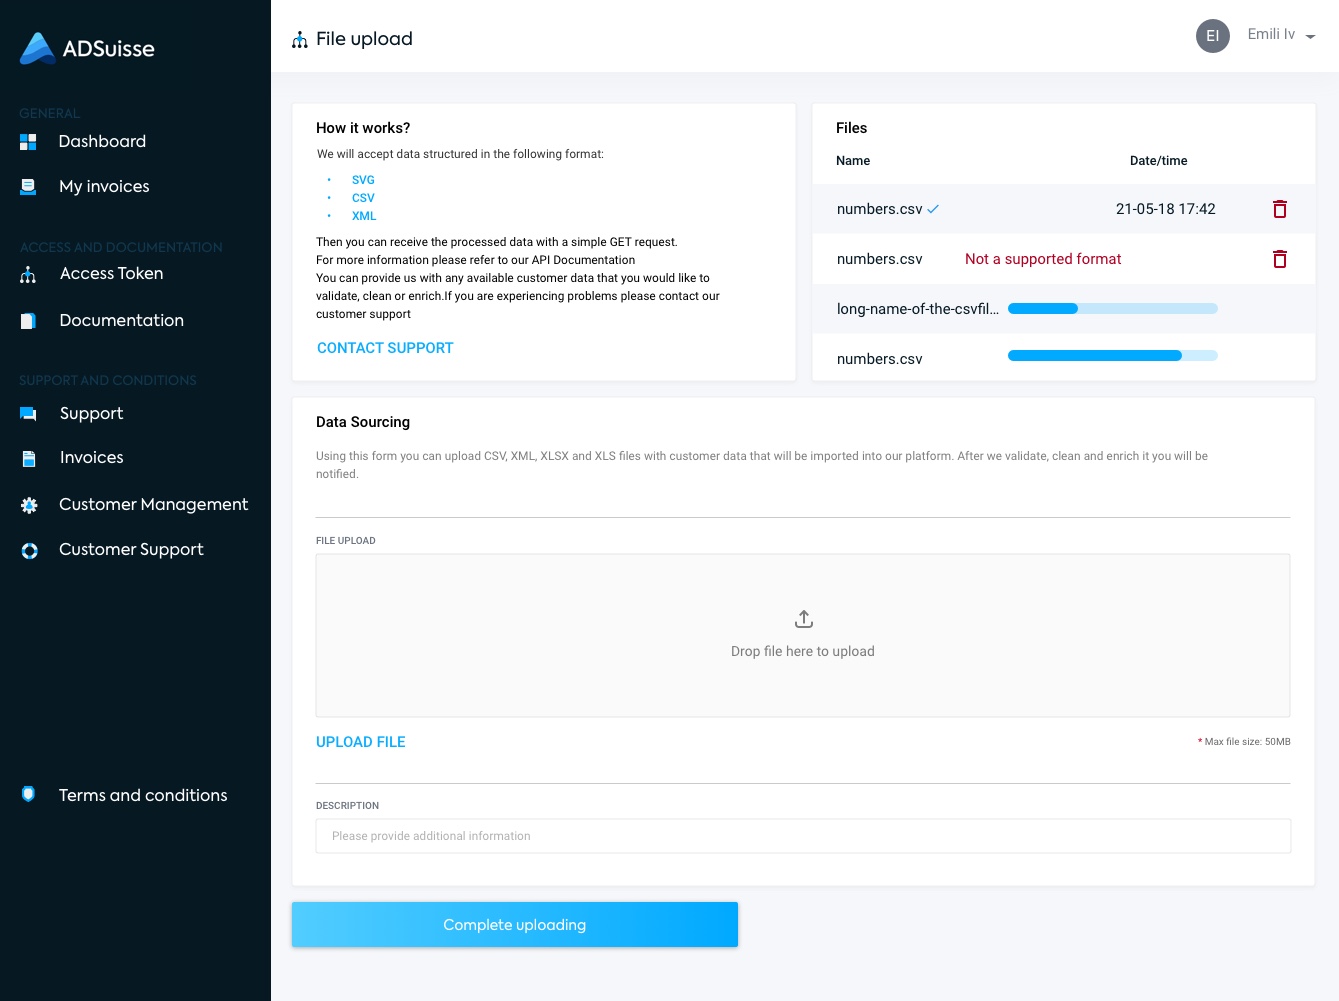 ADSuisse
GENERAL
Dashboard
My invoices
ACCESS AND DOCUMENTATION
Access Token
Documentation
SUPPORT AND CONDITIONS
Support
Invoices
Customer Management
Customer Support
Terms and conditions
File upload
EI
Emili Iv
How it works?
We will accept data structured in the following format:
• SVG
• CSV
• XML
Then you can receive the processed data with a simple GET request.
For more information please refer to our API Documentation
You can provide us with any available customer data that you would like to
validate, clean or enrich.If you are experiencing problems please contact our
customer support
CONTACT SUPPORT
Files
Name Date/time
numbers.csv 21-05-18 17:42
numbers.csv Not a supported format
long-name-of-the-csvfil...
numbers.csv
Data Sourcing
Using this form you can upload CSV, XML, XLSX and XLS files with customer data that will be imported into our platform. After we validate, clean and enrich it you will be
notified.
FILE UPLOAD
Drop file here to upload
UPLOAD FILE
* Max file size: 50MB
DESCRIPTION
Please provide additional information
Complete uploading